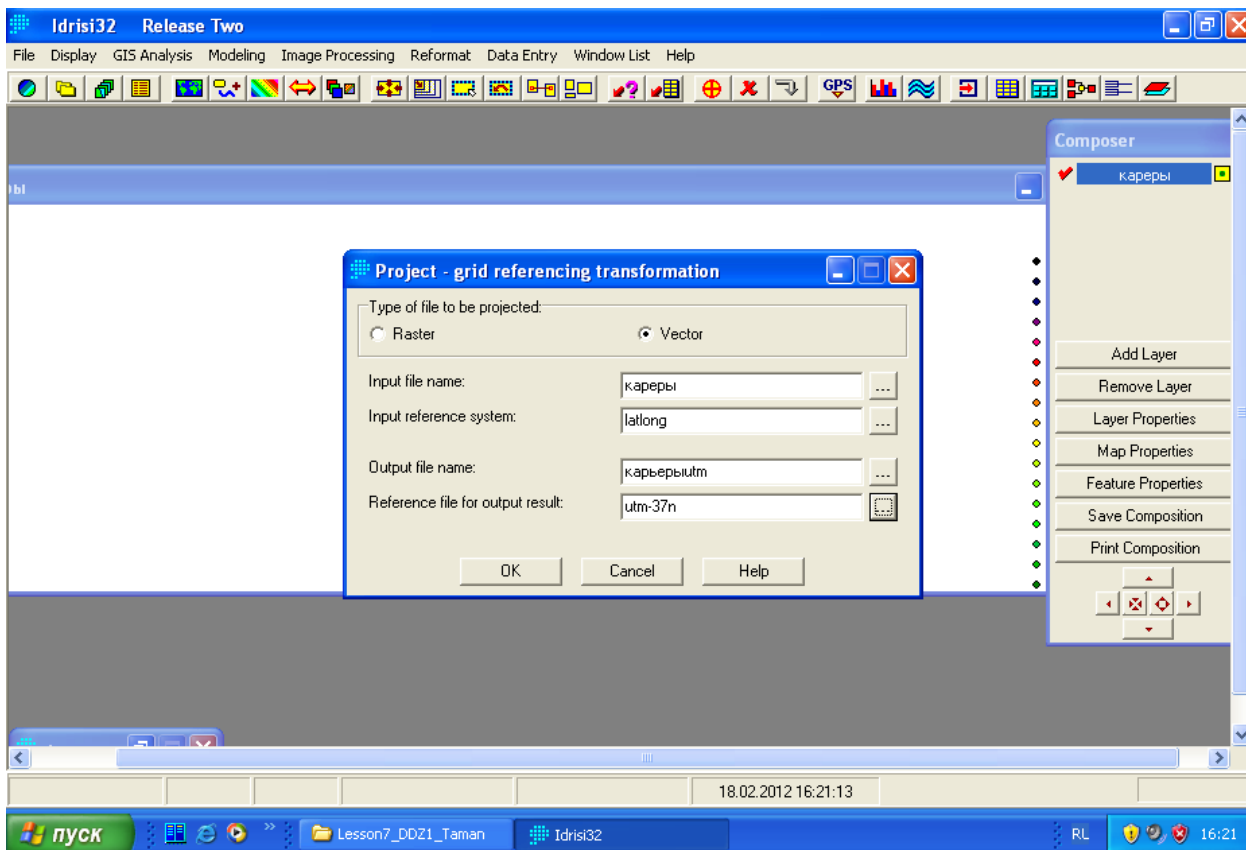 Idrisi32 Release Two
File Display GIS Analysis Modeling Image Processing Reformat Data Entry Window List Help
GPS
Composer
кареры
ры
Project - grid referencing transformation
Type of file to be projected:
Raster
Vector
Input file name:
кареры
...
Input reference system:
latlong
...
Output file name:
карьерыutm
...
Reference file for output result:
utm-37n
...
OK
Cancel
Help
Add Layer
Remove Layer
Layer Properties
Map Properties
Feature Properties
Save Composition
Print Composition
18.02.2012 16:21:13
пуск
»
Lesson7_DDZ1_Taman
Idrisi32
RL
16:21